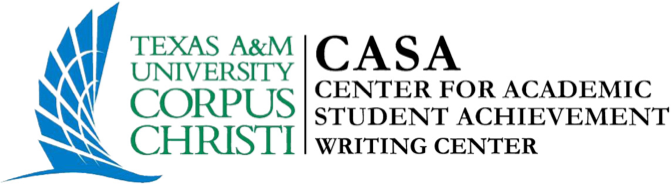 TEXAS A&M
UNIVERSITY
CORPUS
CHRISTI
CASA
CENTER FOR ACADEMIC
STUDENT ACHIEVEMENT
WRITING CENTER